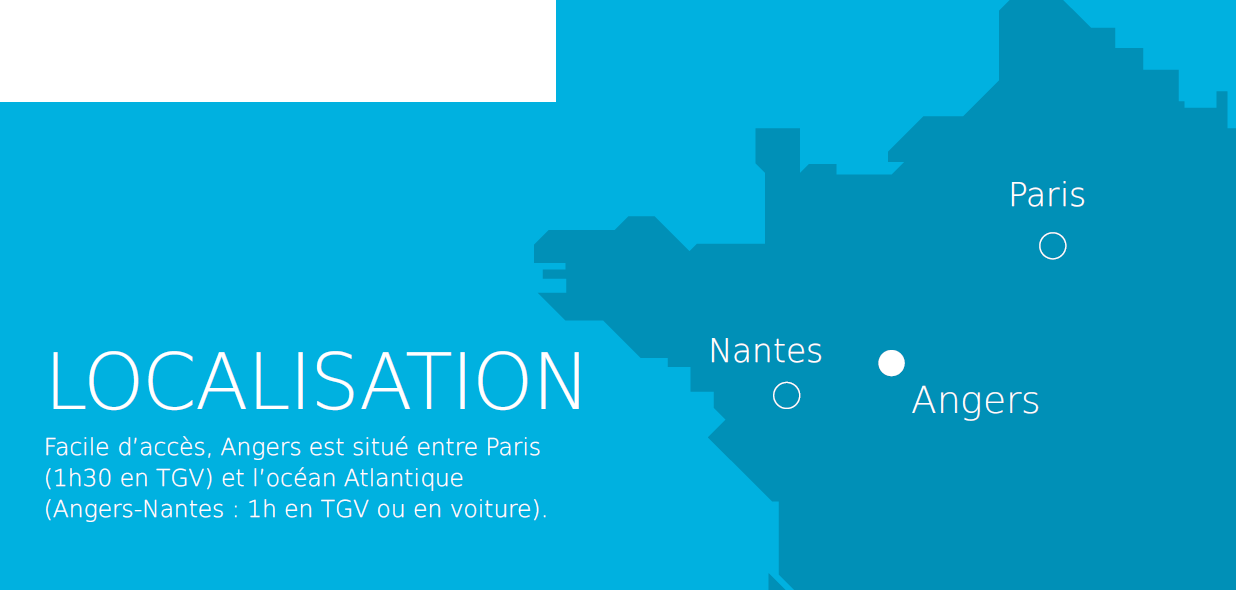 Paris
Nantes
Angers
LOCALISATION
Facile d’accès, Angers est situé entre Paris
(1h30 en TGV) et l’océan Atlantique
(Angers-Nantes : 1h en TGV ou en voiture).